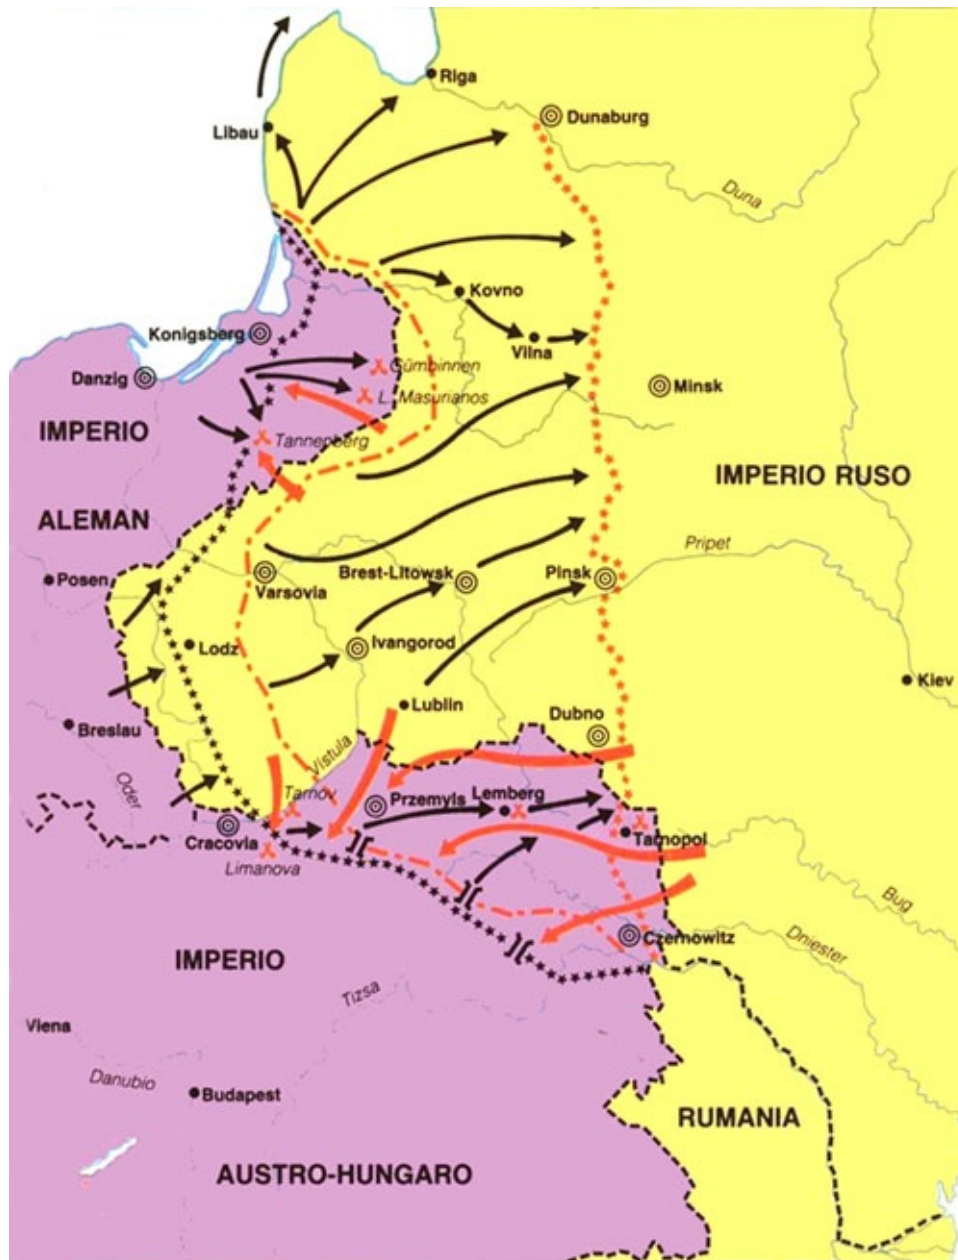 Riga
Dunaburg
Libau
Duna
Kovno
Konigsberg
Vilna
Gümbinnen
Danzig
Minsk
L. Masurianos
IMPERIO
Tannenberg
IMPERIO RUSO
ALEMAN
Pripet
Posen
Brest-Litowsk
Pinsk
Varsovia
Ivangorod
Lodz
Kiev
Lublin
Dubno
Breslau
Vistula
Oder
Tarnov
Przemyls
Lemberg
Cracovia
Tarnopol
Limanova
Bug
Czernowitz
Dniester
IMPERIO
Tizsa
Viena
Danubio
Budapest
RUMANIA
AUSTRO-HUNGARO